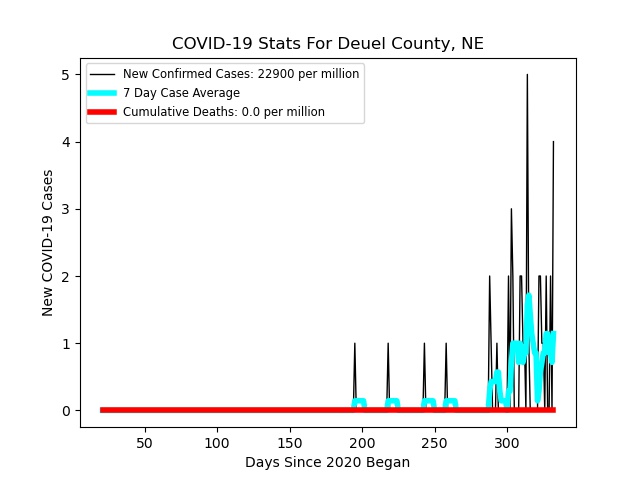 COVID-19 Stats For Deuel County, NE
New Confirmed Cases: 22900 per million
7 Day Case Average
Cumulative Deaths: 0.0 per million
New COVID-19 Cases
5
4
3
2
1
0
50 100 150 200 250 300
Days Since 2020 Began